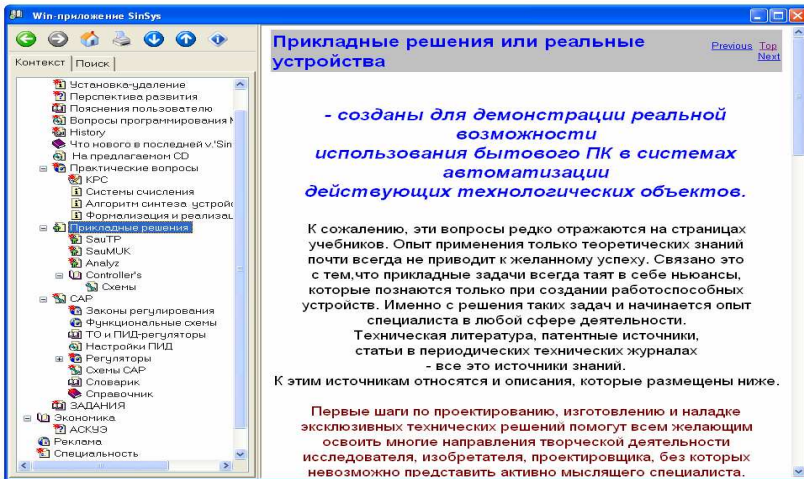 Win-приложение SinSys
Контекст Поиск
Установка-удаление
Перспектива развития
Пояснения пользователю
Вопросы программирования
History
Что нового в последней v.'Sin
На предлагаемом CD
Практические вопросы
КРС
Системы счисления
Алгоритм синтеза устрой
Формализация и реализац
Прикладные решения
SauTP
SauMUK
Analyz
Controller's
Схемы
САР
Законы регулирования
Функциональные схемы
ТО и ПИД-регуляторы
Настройки ПИД
Регуляторы
Схемы САР
Словарик
Справочник
ЗАДАНИЯ
Экономика
АСКУЭ
Реклама
Специальность
Прикладные решения или реальные
устройства
Previous Top
Next
- созданы для демонстрации реальной
возможности
использования бытового ПК в системах
автоматизации
действующих технологических объектов.
К сожалению, эти вопросы редко отражаются на страницах
учебников. Опыт применения только теоретических знаний
почти всегда не приводит к желанному успеху. Связано это
с тем,что прикладные задачи всегда таят в себе ньюансы,
которые познаются только при создании работоспособных
устройств. Именно с решения таких задач и начинается опыт
специалиста в любой сфере деятельности.
Техническая литература, патентные источники,
статьи в периодических технических журналах
- все это источники знаний.
К этим источникам относятся и описания, которые размещены ниже.
Первые шаги по проектированию, изготовлению и наладке
эксклюзивных технических решений помогут всем желающим
освоить многие направления творческой деятельности
исследователя, изобретателя, проектировщика, без которых
невозможно представить активно мыслящего специалиста.